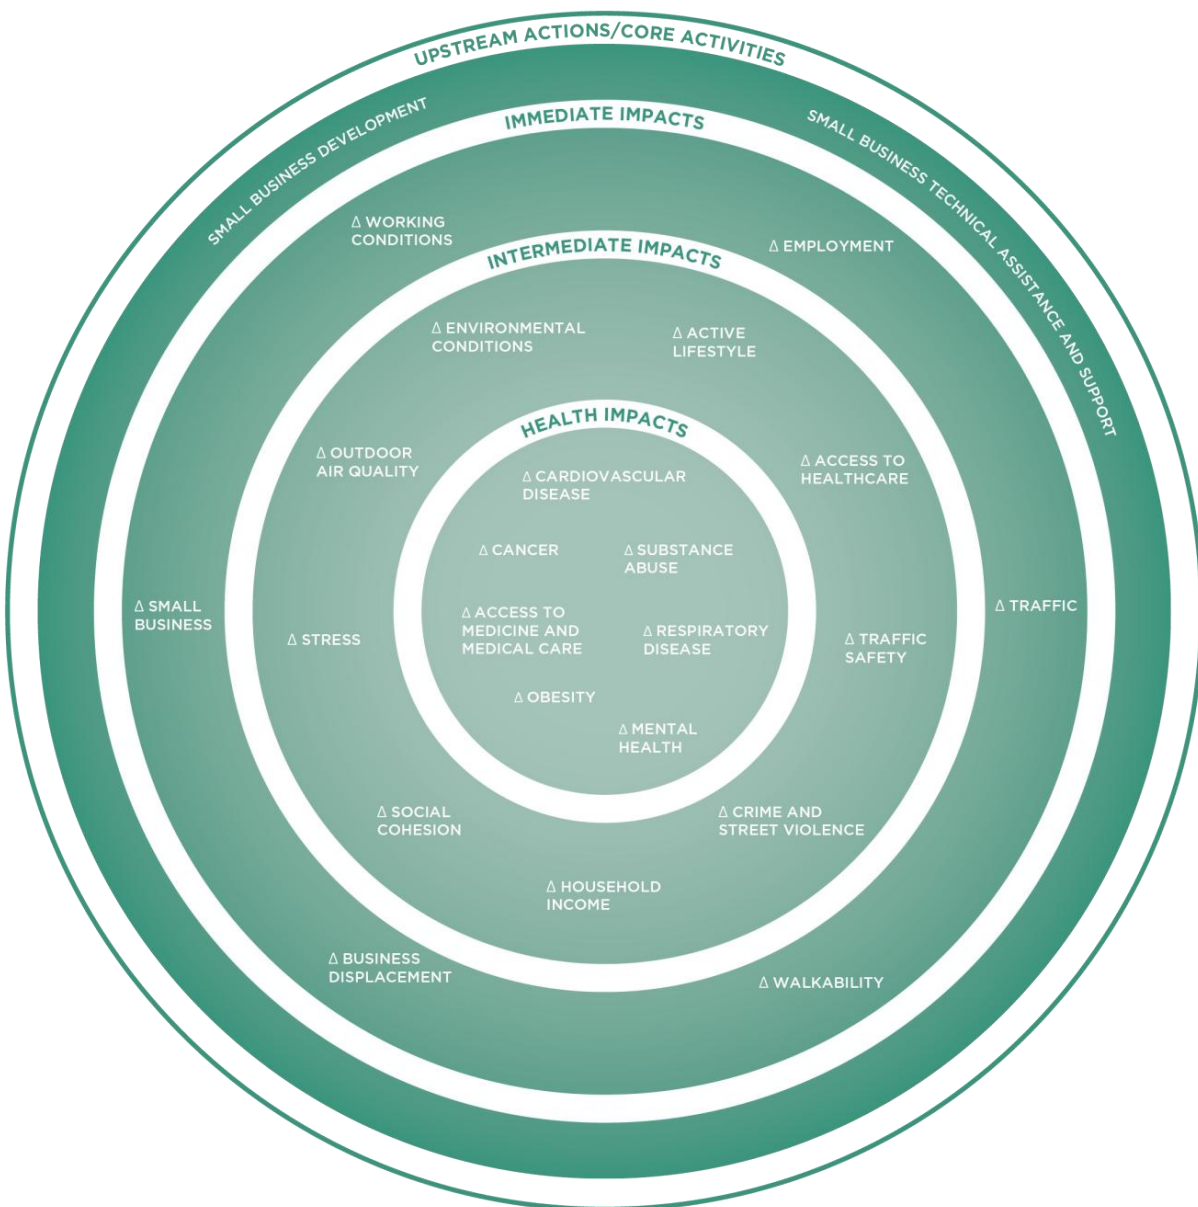 UPSTREAM ACTIONS/CORE ACTIVITIES
SMALL BUSINESS DEVELOPMENT
SMALL BUSINESS TECHNICAL ASSISTANCE AND SUPPORT
IMMEDIATE IMPACTS
Δ WORKING
CONDITIONS
Δ EMPLOYMENT
Δ SMALL
BUSINESS
Δ TRAFFIC
Δ BUSINESS
DISPLACEMENT
Δ WALKABILITY
INTERMEDIATE IMPACTS
Δ ENVIRONMENTAL
CONDITIONS
Δ ACTIVE
LIFESTYLE
Δ OUTDOOR
AIR QUALITY
Δ ACCESS TO
HEALTHCARE
Δ STRESS
Δ TRAFFIC
SAFETY
Δ SOCIAL
COHESION
Δ CRIME AND
STREET VIOLENCE
Δ HOUSEHOLD
INCOME
HEALTH IMPACTS
Δ CARDIOVASCULAR
DISEASE
Δ CANCER
Δ SUBSTANCE
ABUSE
Δ ACCESS TO
MEDICINE AND
MEDICAL CARE
Δ RESPIRATORY
DISEASE
Δ OBESITY
Δ MENTAL
HEALTH